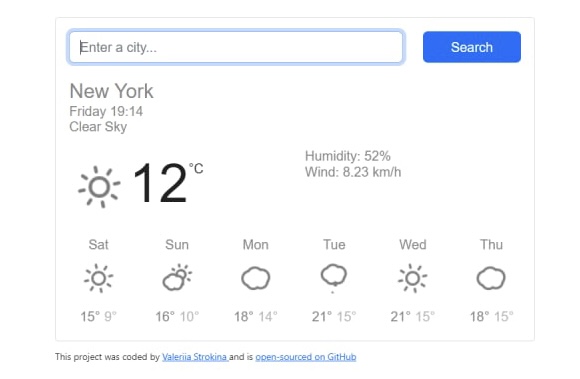 Enter a city...
Search
New York
Friday 19:14
Clear Sky
12 °C
Humidity: 52%
Wind: 8.23 km/h
Sat Sun Mon Tue Wed Thu
15° 9° 16° 10° 18° 14° 21° 15° 21° 15° 18° 15°
This project was coded by Valeriia Strokina and is open-sourced on GitHub